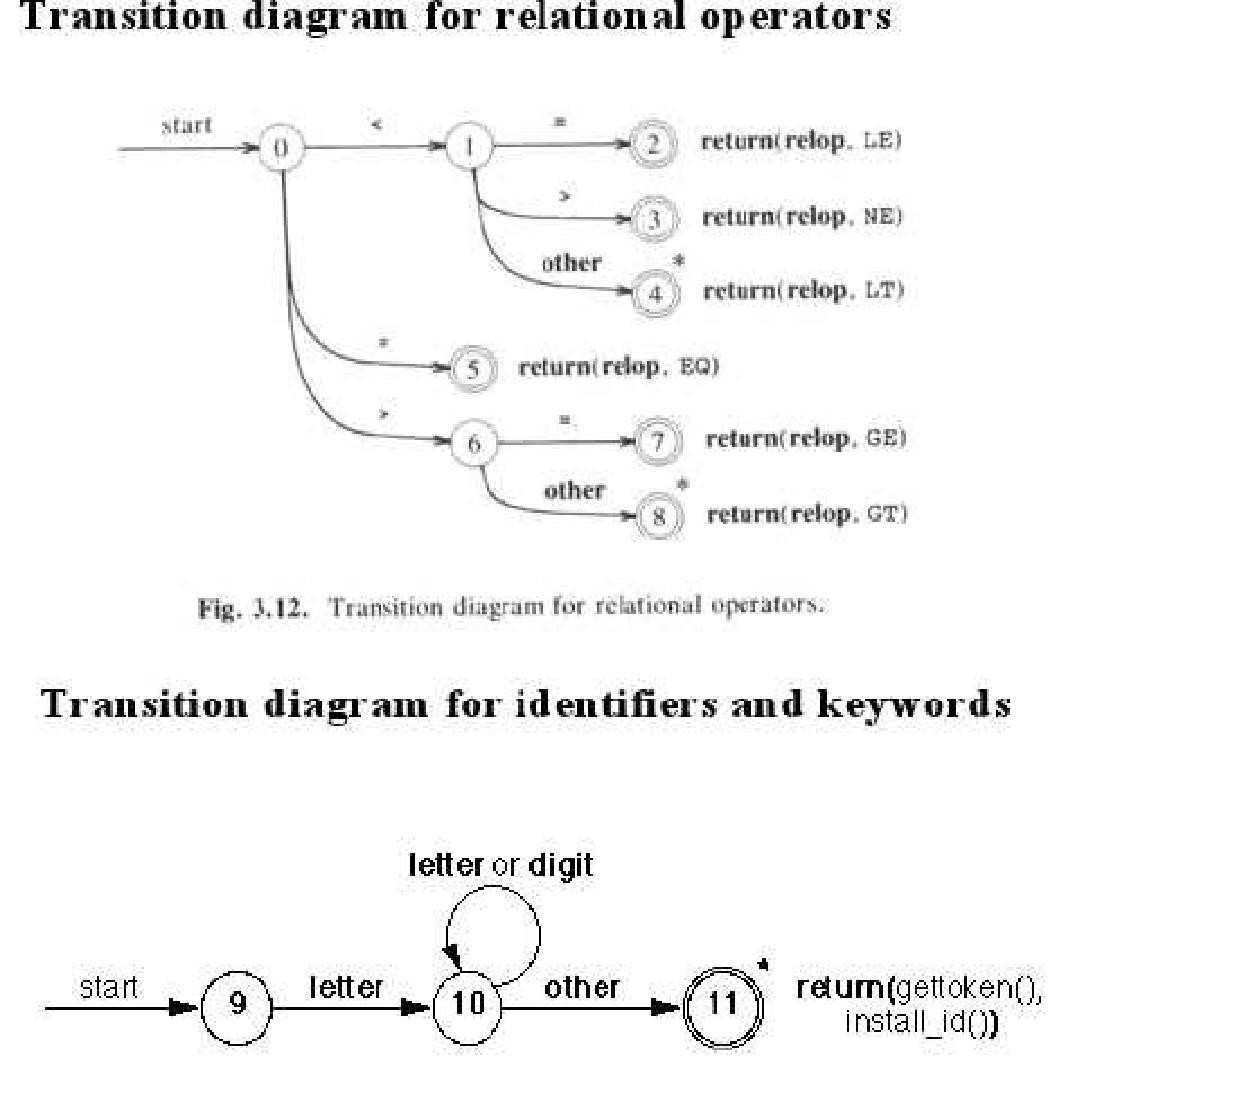 Transition diagram for relational operators
start
0
<
1
=
2
return(relop, LE)
>
3
return(relop, NE)
other
4
*
return(relop, LT)
=
5
return(relop, EQ)
>
6
=
7
return(relop, GE)
other
8
*
return(relop, GT)
Fig. 3.12. Transition diagram for relational operators.
Transition diagram for identifiers and keywords
letter or digit
start
9
letter
10
other
11
*
return(gettoken(),
install_id())